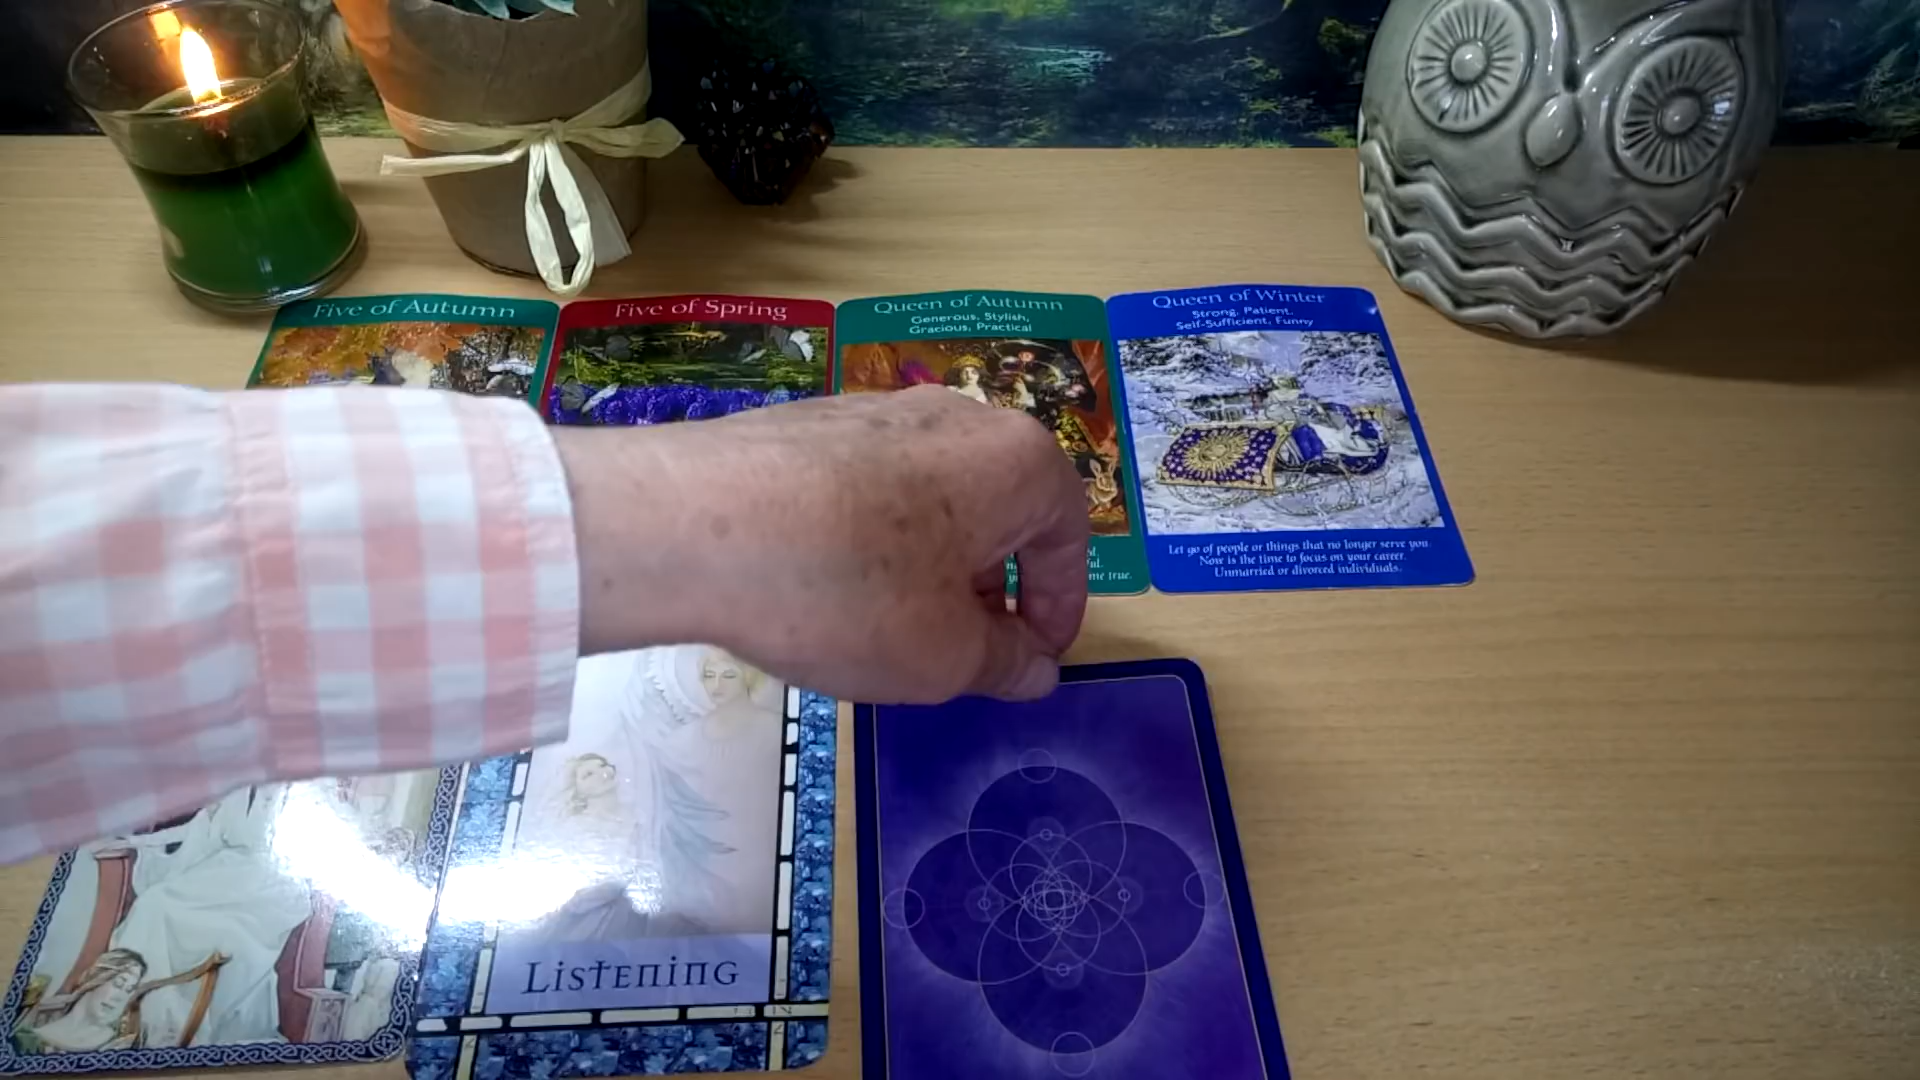 Five of Autumn
Five of Spring
Queen of Autumn
Generous, Stylish,
Gracious, Practical
Queen of Winter
Strong, Patient,
Self-Sufficient, Funny
me true.
Let go of people or things that no longer serve you.
Now is the time to focus on your career.
Unmarried or divorced individuals.
Listening